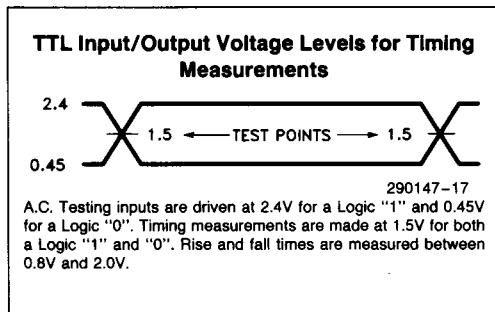 TTL Input/Output Voltage Levels for Timing
Measurements
2.4
1.5 TEST POINTS 1.5
0.45
290147-17
A.C. Testing inputs are driven at 2.4V for a Logic "1" and 0.45V
for a Logic "0". Timing measurements are made at 1.5V for both
a Logic "1" and "0". Rise and fall times are measured between
0.8V and 2.0V.